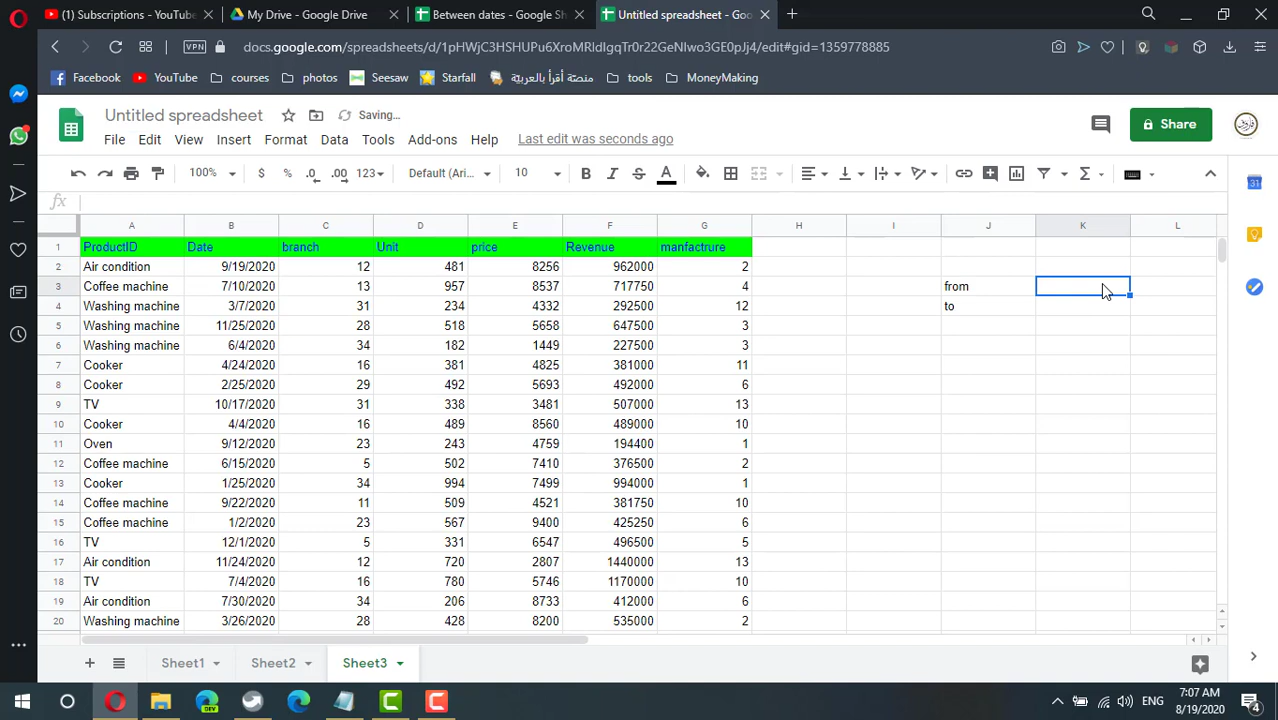 (1) Subscriptions - YouTube
My Drive - Google Drive
Between dates - Google Sh
Untitled spreadsheet - Goo
VPN
docs.google.com/spreadsheets/d/1pHWjC3HSHUPu6XroMRldIgqTr0r22GeNIwo3GE0pJj4/edit#gid=1359778885
Facebook YouTube courses photos Seesaw Starfall منصّة أقرأ بالعربيّة tools MoneyMaking
Untitled spreadsheet Saving...
Share
File Edit View Insert Format Data Tools Add-ons Help Last edit was seconds ago
100% $ % .0 .00 123 Default (Ari... 10 B I S A
fx
A B C D E F G H I J K L
1 ProductID Date branch Unit price Revenue manfactrure
2 Air condition 9/19/2020 12 481 8256 962000 2
3 Coffee machine 7/10/2020 13 957 8537 717750 4 from
4 Washing machine 3/7/2020 31 234 4332 292500 12 to
5 Washing machine 11/25/2020 28 518 5658 647500 3
6 Washing machine 6/4/2020 34 182 1449 227500 3
7 Cooker 4/24/2020 16 381 4825 381000 11
8 Cooker 2/25/2020 29 492 5693 492000 6
9 TV 10/17/2020 31 338 3481 507000 13
10 Cooker 4/4/2020 16 489 8560 489000 10
11 Oven 9/12/2020 23 243 4759 194400 1
12 Coffee machine 6/15/2020 5 502 7410 376500 2
13 Cooker 1/25/2020 34 994 7499 994000 1
14 Coffee machine 9/22/2020 11 509 4521 381750 10
15 Coffee machine 1/2/2020 23 567 9400 425250 6
16 TV 12/1/2020 5 331 6547 496500 5
17 Air condition 11/24/2020 12 720 2807 1440000 13
18 TV 7/4/2020 16 780 5746 1170000 10
19 Air condition 7/30/2020 34 206 8733 412000 6
20 Washing machine 3/26/2020 28 428 8200 535000 2
Sheet1 Sheet2 Sheet3
DEV
ENG
7:07 AM
8/19/2020
4
31